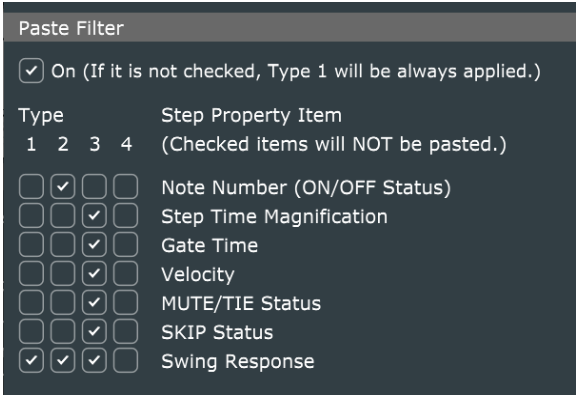 Paste Filter
On (If it is not checked, Type 1 will be always applied.)
Type Step Property Item
1 2 3 4 (Checked items will NOT be pasted.)
Note Number (ON/OFF Status)
Step Time Magnification
Gate Time
Velocity
MUTE/TIE Status
SKIP Status
Swing Response